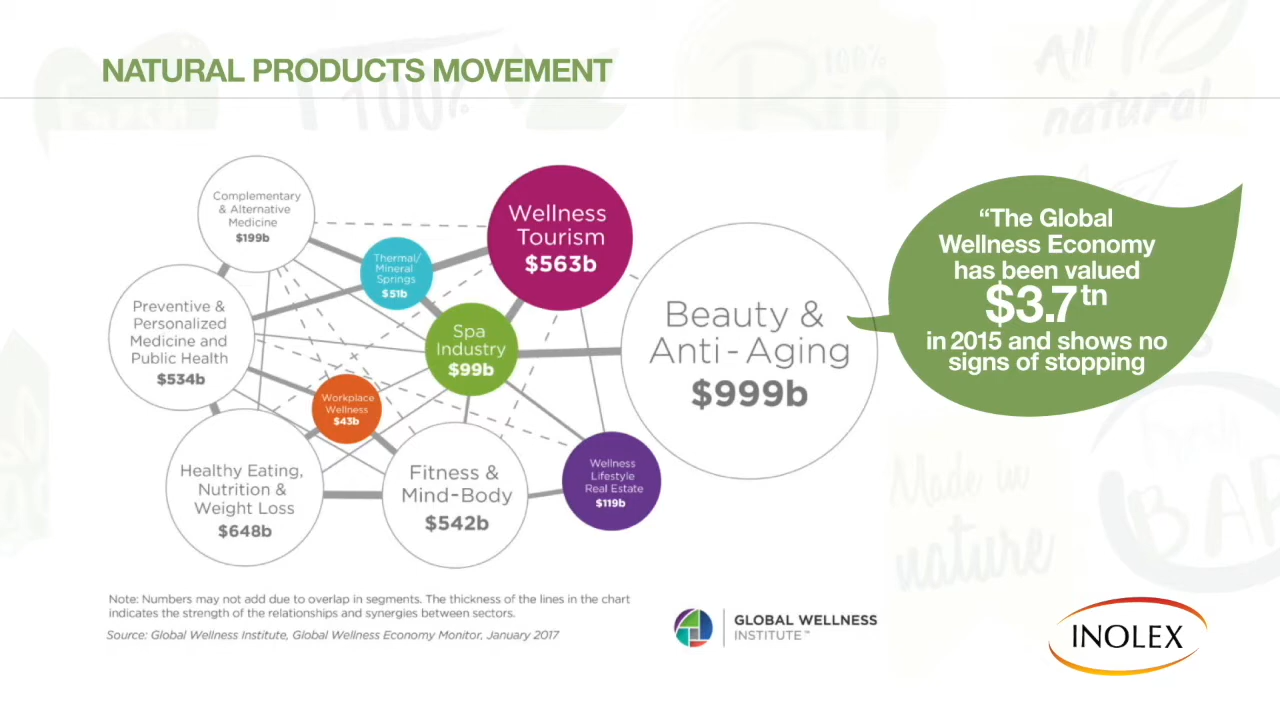 NATURAL PRODUCTS MOVEMENT
100%
100%
Bio
All
natural
Complementary
& Alternative
Medicine
$199b
Wellness
Tourism
$563b
Thermal/
Mineral
Springs
$51b
Preventive &
Personalized
Medicine and
Public Health
$534b
Spa
Industry
$99b
Beauty &
Anti-Aging
$999b
“The Global
Wellness Economy
has been valued
$3.7tn
in 2015 and shows no
signs of stopping
Workplace
Wellness
$43b
Healthy Eating,
Nutrition &
Weight Loss
$648b
Fitness &
Mind-Body
$542b
Wellness
Lifestyle
Real Estate
$119b
Made in
nature
Note: Numbers may not add due to overlap in segments. The thickness of the lines in the chart
indicates the strength of the relationships and synergies between sectors.
Source: Global Wellness Institute, Global Wellness Economy Monitor, January 2017
GLOBAL WELLNESS
INSTITUTE™
INOLEX